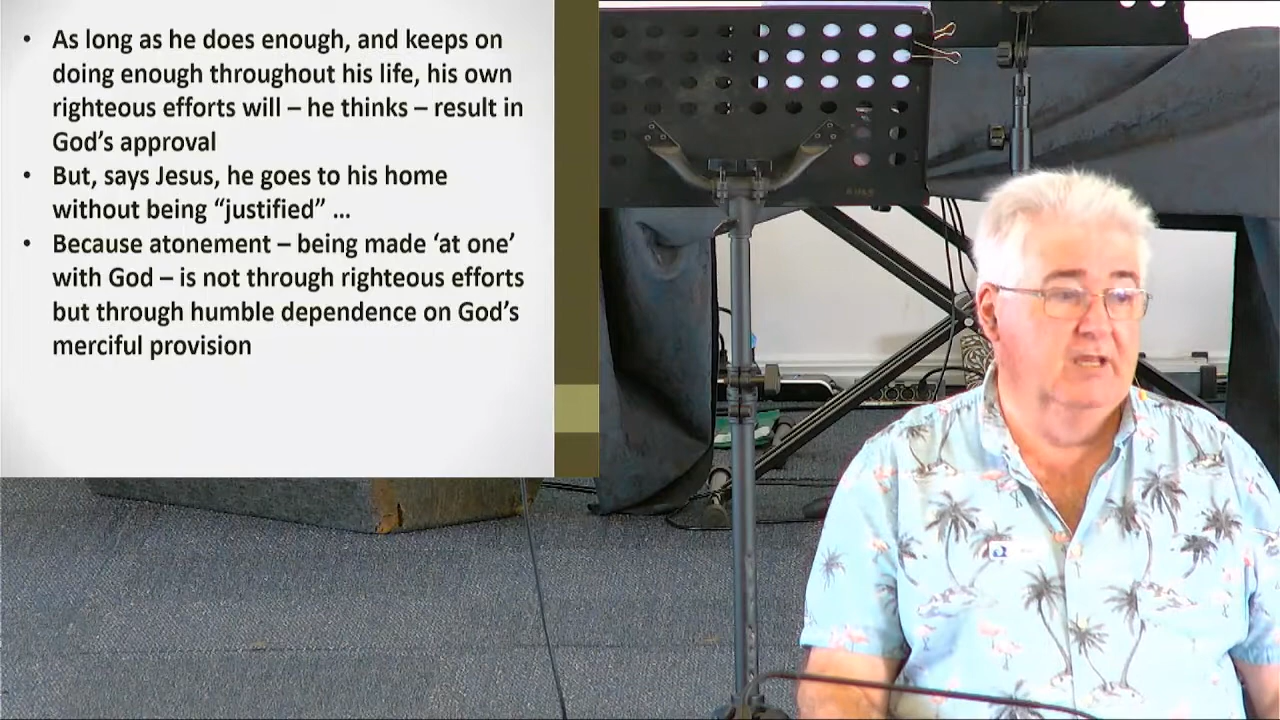 • As long as he does enough, and keeps on
doing enough throughout his life, his own
righteous efforts will – he thinks – result in
God’s approval
• But, says Jesus, he goes to his home
without being “justified” ...
• Because atonement – being made ‘at one’
with God – is not through righteous efforts
but through humble dependence on God’s
merciful provision